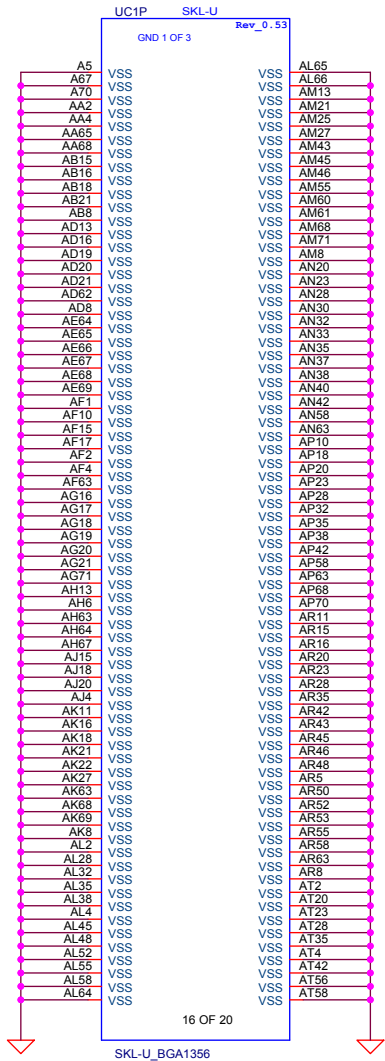 UC1P SKL-U
Rev_0.53
GND 1 OF 3
A5 VSS VSS AL65
A67 VSS VSS AL66
A70 VSS VSS AM13
AA2 VSS VSS AM21
AA4 VSS VSS AM25
AA65 VSS VSS AM27
AA68 VSS VSS AM43
AB15 VSS VSS AM45
AB16 VSS VSS AM46
AB18 VSS VSS AM55
AB21 VSS VSS AM60
AB8 VSS VSS AM61
AD13 VSS VSS AM68
AD16 VSS VSS AM71
AD19 VSS VSS AM8
AD20 VSS VSS AN20
AD21 VSS VSS AN23
AD62 VSS VSS AN28
AD8 VSS VSS AN30
AE64 VSS VSS AN32
AE65 VSS VSS AN33
AE66 VSS VSS AN35
AE67 VSS VSS AN37
AE68 VSS VSS AN38
AE69 VSS VSS AN40
AF1 VSS VSS AN42
AF10 VSS VSS AN58
AF15 VSS VSS AN63
AF17 VSS VSS AP10
AF2 VSS VSS AP18
AF4 VSS VSS AP20
AF63 VSS VSS AP23
AG16 VSS VSS AP28
AG17 VSS VSS AP32
AG18 VSS VSS AP35
AG19 VSS VSS AP38
AG20 VSS VSS AP42
AG21 VSS VSS AP58
AG71 VSS VSS AP63
AH13 VSS VSS AP68
AH6 VSS VSS AP70
AH63 VSS VSS AR11
AH64 VSS VSS AR15
AH67 VSS VSS AR16
AJ15 VSS VSS AR20
AJ18 VSS VSS AR23
AJ20 VSS VSS AR28
AJ4 VSS VSS AR35
AK11 VSS VSS AR42
AK16 VSS VSS AR43
AK18 VSS VSS AR45
AK21 VSS VSS AR46
AK22 VSS VSS AR48
AK27 VSS VSS AR5
AK63 VSS VSS AR50
AK68 VSS VSS AR52
AK69 VSS VSS AR53
AK8 VSS VSS AR55
AL2 VSS VSS AR58
AL28 VSS VSS AR63
AL32 VSS VSS AR8
AL35 VSS VSS AT2
AL38 VSS VSS AT20
AL4 VSS VSS AT23
AL45 VSS VSS AT28
AL48 VSS VSS AT35
AL52 VSS VSS AT4
AL55 VSS VSS AT42
AL58 VSS VSS AT56
AL64 VSS VSS AT58
16 OF 20
SKL-U_BGA1356